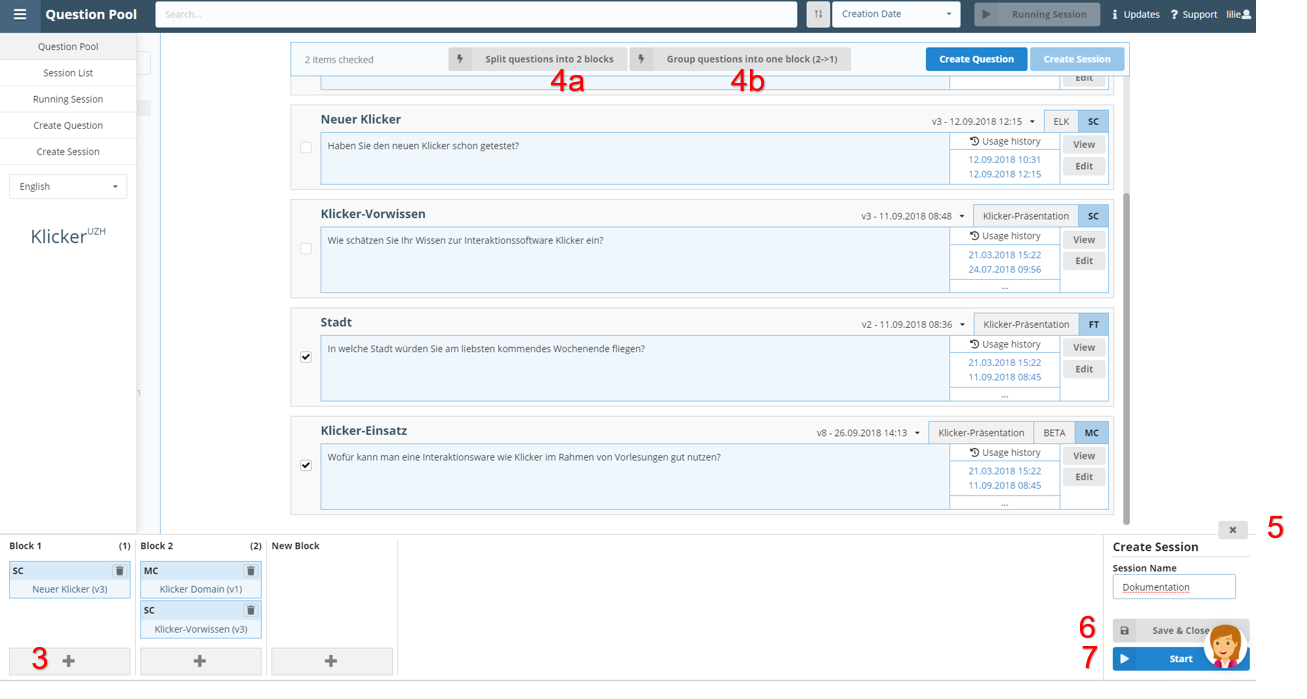 Question Pool
Search...
Creation Date
Running Session
Updates
Support
lilie
Question Pool
Session List
Running Session
Create Question
Create Session
English
KlickerUZH
2 items checked
Split questions into 2 blocks
Group questions into one block (2->1)
Create Question
Create Session
4a
4b
Edit
Neuer Klicker
v3 - 12.09.2018 12:15
ELK
SC
Haben Sie den neuen Klicker schon getestet?
Usage history
12.09.2018 10:31
12.09.2018 12:15
View
Edit
Klicker-Vorwissen
v3 - 11.09.2018 08:48
Klicker-Präsentation
SC
Wie schätzen Sie Ihr Wissen zur Interaktionssoftware Klicker ein?
Usage history
21.03.2018 15:22
24.07.2018 09:56
...
View
Edit
Stadt
v2 - 11.09.2018 08:36
Klicker-Präsentation
FT
In welche Stadt würden Sie am liebsten kommendes Wochenende fliegen?
Usage history
21.03.2018 15:22
11.09.2018 08:45
...
View
Edit
Klicker-Einsatz
v8 - 26.09.2018 14:13
Klicker-Präsentation
BETA
MC
Wofür kann man eine Interaktionsware wie Klicker im Rahmen von Vorlesungen gut nutzen?
Usage history
21.03.2018 15:22
11.09.2018 08:45
...
View
Edit
5
Block 1 (1)
SC
Neuer Klicker (v3)
3
Block 2 (2)
MC
Klicker Domain (v1)
SC
Klicker-Vorwissen (v3)
New Block
Create Session
Session Name
Dokumentation
6
Save & Close
7
Start